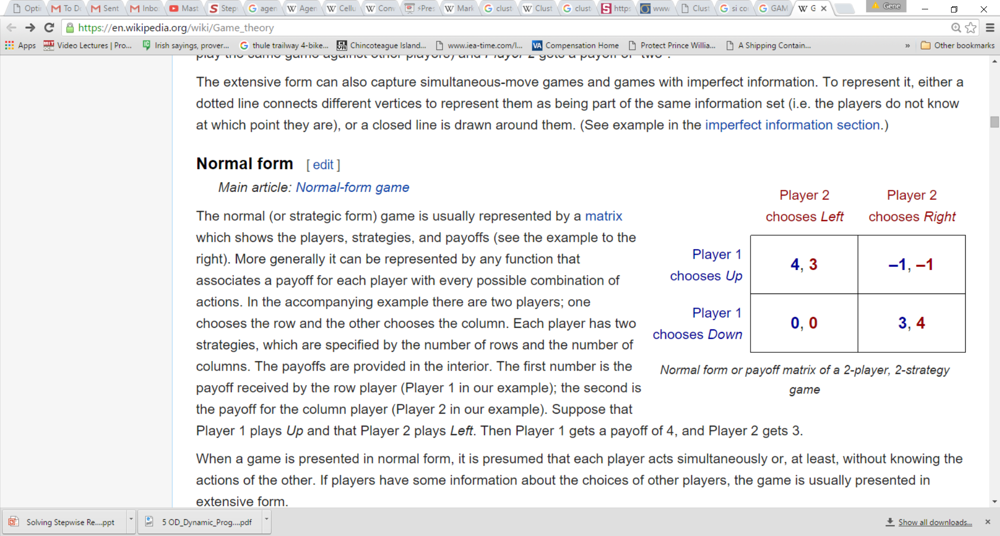 Opti
To D
Sent
Inbo
Mast
Step
agen
Agen
Cellu
Conv
⚡Pres
Mark
clust
Clust
clust
https
www
Clust
si co
GAM
G
Gene
https://en.wikipedia.org/wiki/Game_theory
Apps
Video Lectures | Pro...
Irish sayings, prover...
thule trailway 4-bike...
Chincoteague Island...
www.iea-time.com/l...
Compensation Home
Protect Prince Willia...
A Shipping Contain...
»
Other bookmarks
play the same game against other players) and Player 2 gets a payoff of "two".
The extensive form can also capture simultaneous-move games and games with imperfect information. To represent it, either a
dotted line connects different vertices to represent them as being part of the same information set (i.e. the players do not know
at which point they are), or a closed line is drawn around them. (See example in the imperfect information section.)
Normal form [ edit ]
Main article: Normal-form game
The normal (or strategic form) game is usually represented by a matrix
which shows the players, strategies, and payoffs (see the example to the
right). More generally it can be represented by any function that
associates a payoff for each player with every possible combination of
actions. In the accompanying example there are two players; one
chooses the row and the other chooses the column. Each player has two
strategies, which are specified by the number of rows and the number of
columns. The payoffs are provided in the interior. The first number is the
payoff received by the row player (Player 1 in our example); the second is
the payoff for the column player (Player 2 in our example). Suppose that
Player 1 plays Up and that Player 2 plays Left. Then Player 1 gets a payoff of 4, and Player 2 gets 3.
Player 2
chooses Left
Player 2
chooses Right
Player 1
chooses Up
4, 3
–1, –1
Player 1
chooses Down
0, 0
3, 4
Normal form or payoff matrix of a 2-player, 2-strategy
game
When a game is presented in normal form, it is presumed that each player acts simultaneously or, at least, without knowing the
actions of the other. If players have some information about the choices of other players, the game is usually presented in
extensive form.
Solving Stepwise Re....ppt
5 OD_Dynamic_Prog....pdf
Show all downloads...